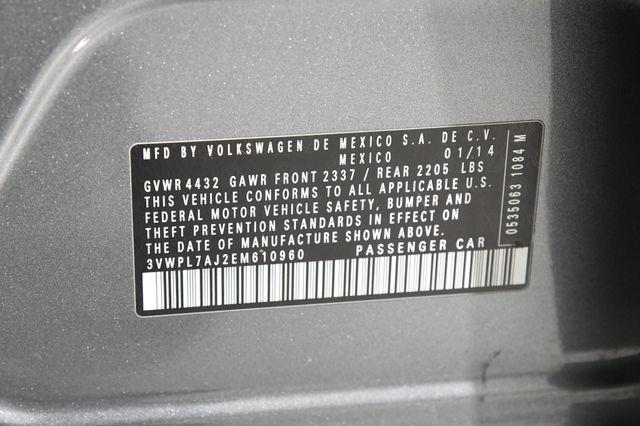 MFD BY VOLKSWAGEN DE MEXICO S.A. DE C.V.
MEXICO 01/14
GVWR 4432 GAWR FRONT 2337 / REAR 2205 LBS
THIS VEHICLE CONFORMS TO ALL APPLICABLE U.S.
FEDERAL MOTOR VEHICLE SAFETY, BUMPER AND
THEFT PREVENTION STANDARDS IN EFFECT ON
THE DATE OF MANUFACTURE SHOWN ABOVE.
3VWPL7AJ2EM610960 PASSENGER CAR
0535063 1084 M